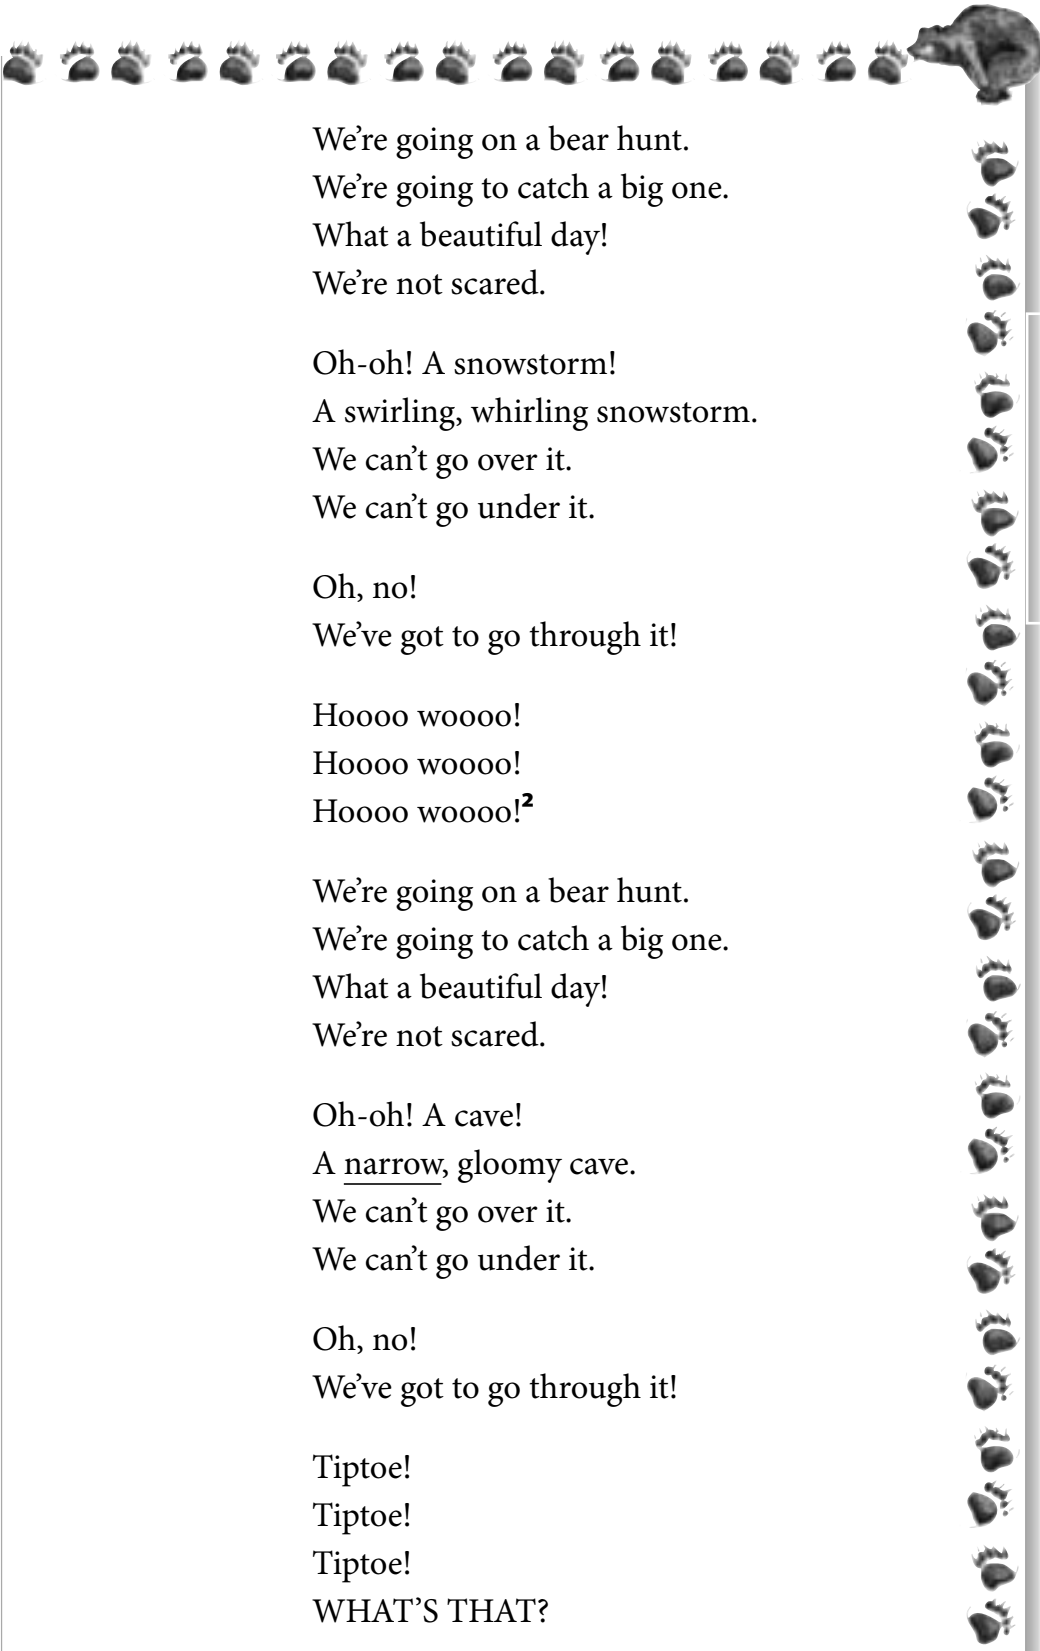 We're going on a bear hunt.
We're going to catch a big one.
What a beautiful day!
We're not scared.
Oh-oh! A snowstorm!
A swirling, whirling snowstorm.
We can't go over it.
We can't go under it.
Oh, no!
We've got to go through it!
Hoooo woooo!
Hoooo woooo!
Hoooo woooo!²
We're going on a bear hunt.
We're going to catch a big one.
What a beautiful day!
We're not scared.
Oh-oh! A cave!
A narrow, gloomy cave.
We can't go over it.
We can't go under it.
Oh, no!
We've got to go through it!
Tiptoe!
Tiptoe!
Tiptoe!
WHAT'S THAT?